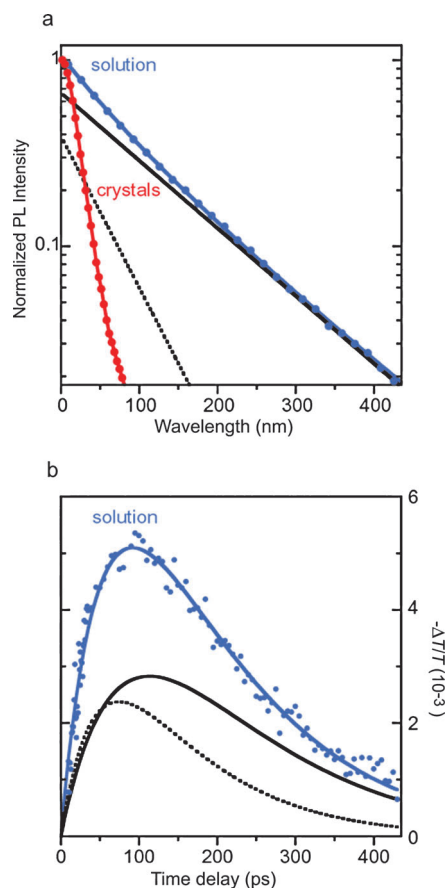 a
1
solution
crystals
0.1
Normalized PL Intensity
0 100 200 300 400
Wavelength (nm)
b
6
solution
4
2
0
-ΔT/T (10-3)
0 100 200 300 400
Time delay (ps)